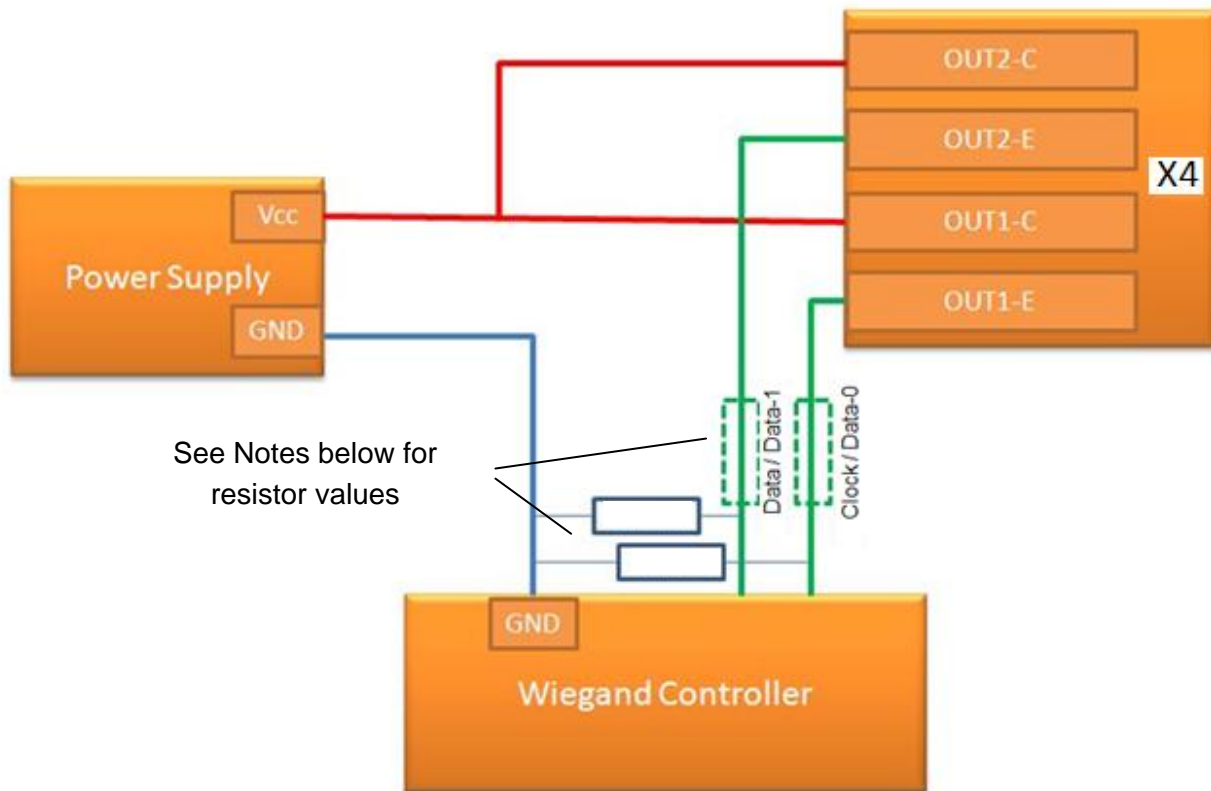 OUT2-C
OUT2-E
X4
Vcc
OUT1-C
Power Supply
OUT1-E
GND
Data / Data-1
Clock / Data-0
See Notes below for
resistor values
GND
Wiegand Controller